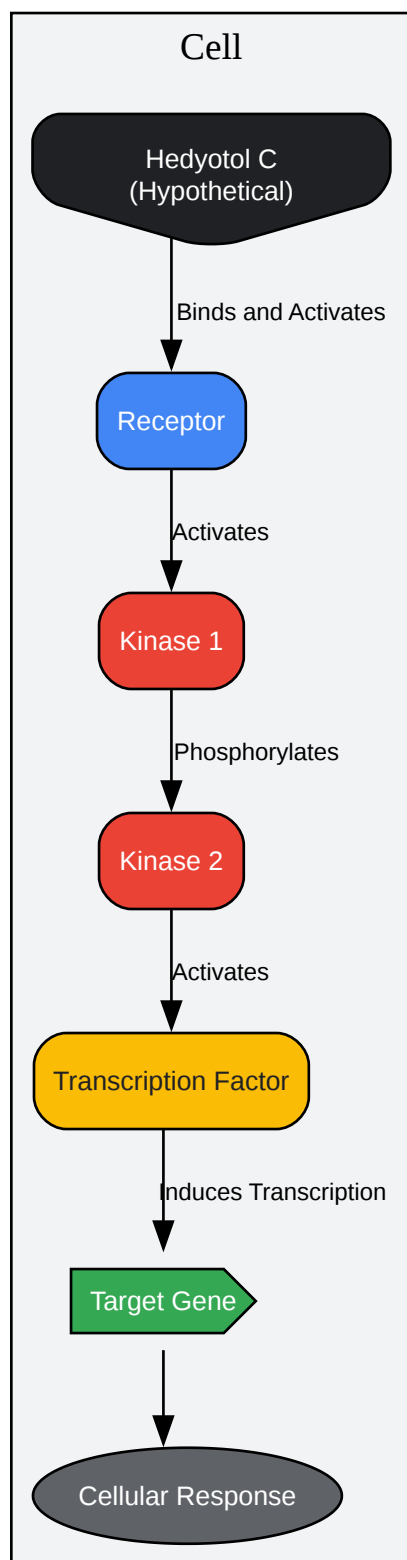 Cell
Hedyotol C
(Hypothetical)
Binds and Activates
Receptor
Activates
Kinase 1
Phosphorylates
Kinase 2
Activates
Transcription Factor
Induces Transcription
Target Gene
Cellular Response